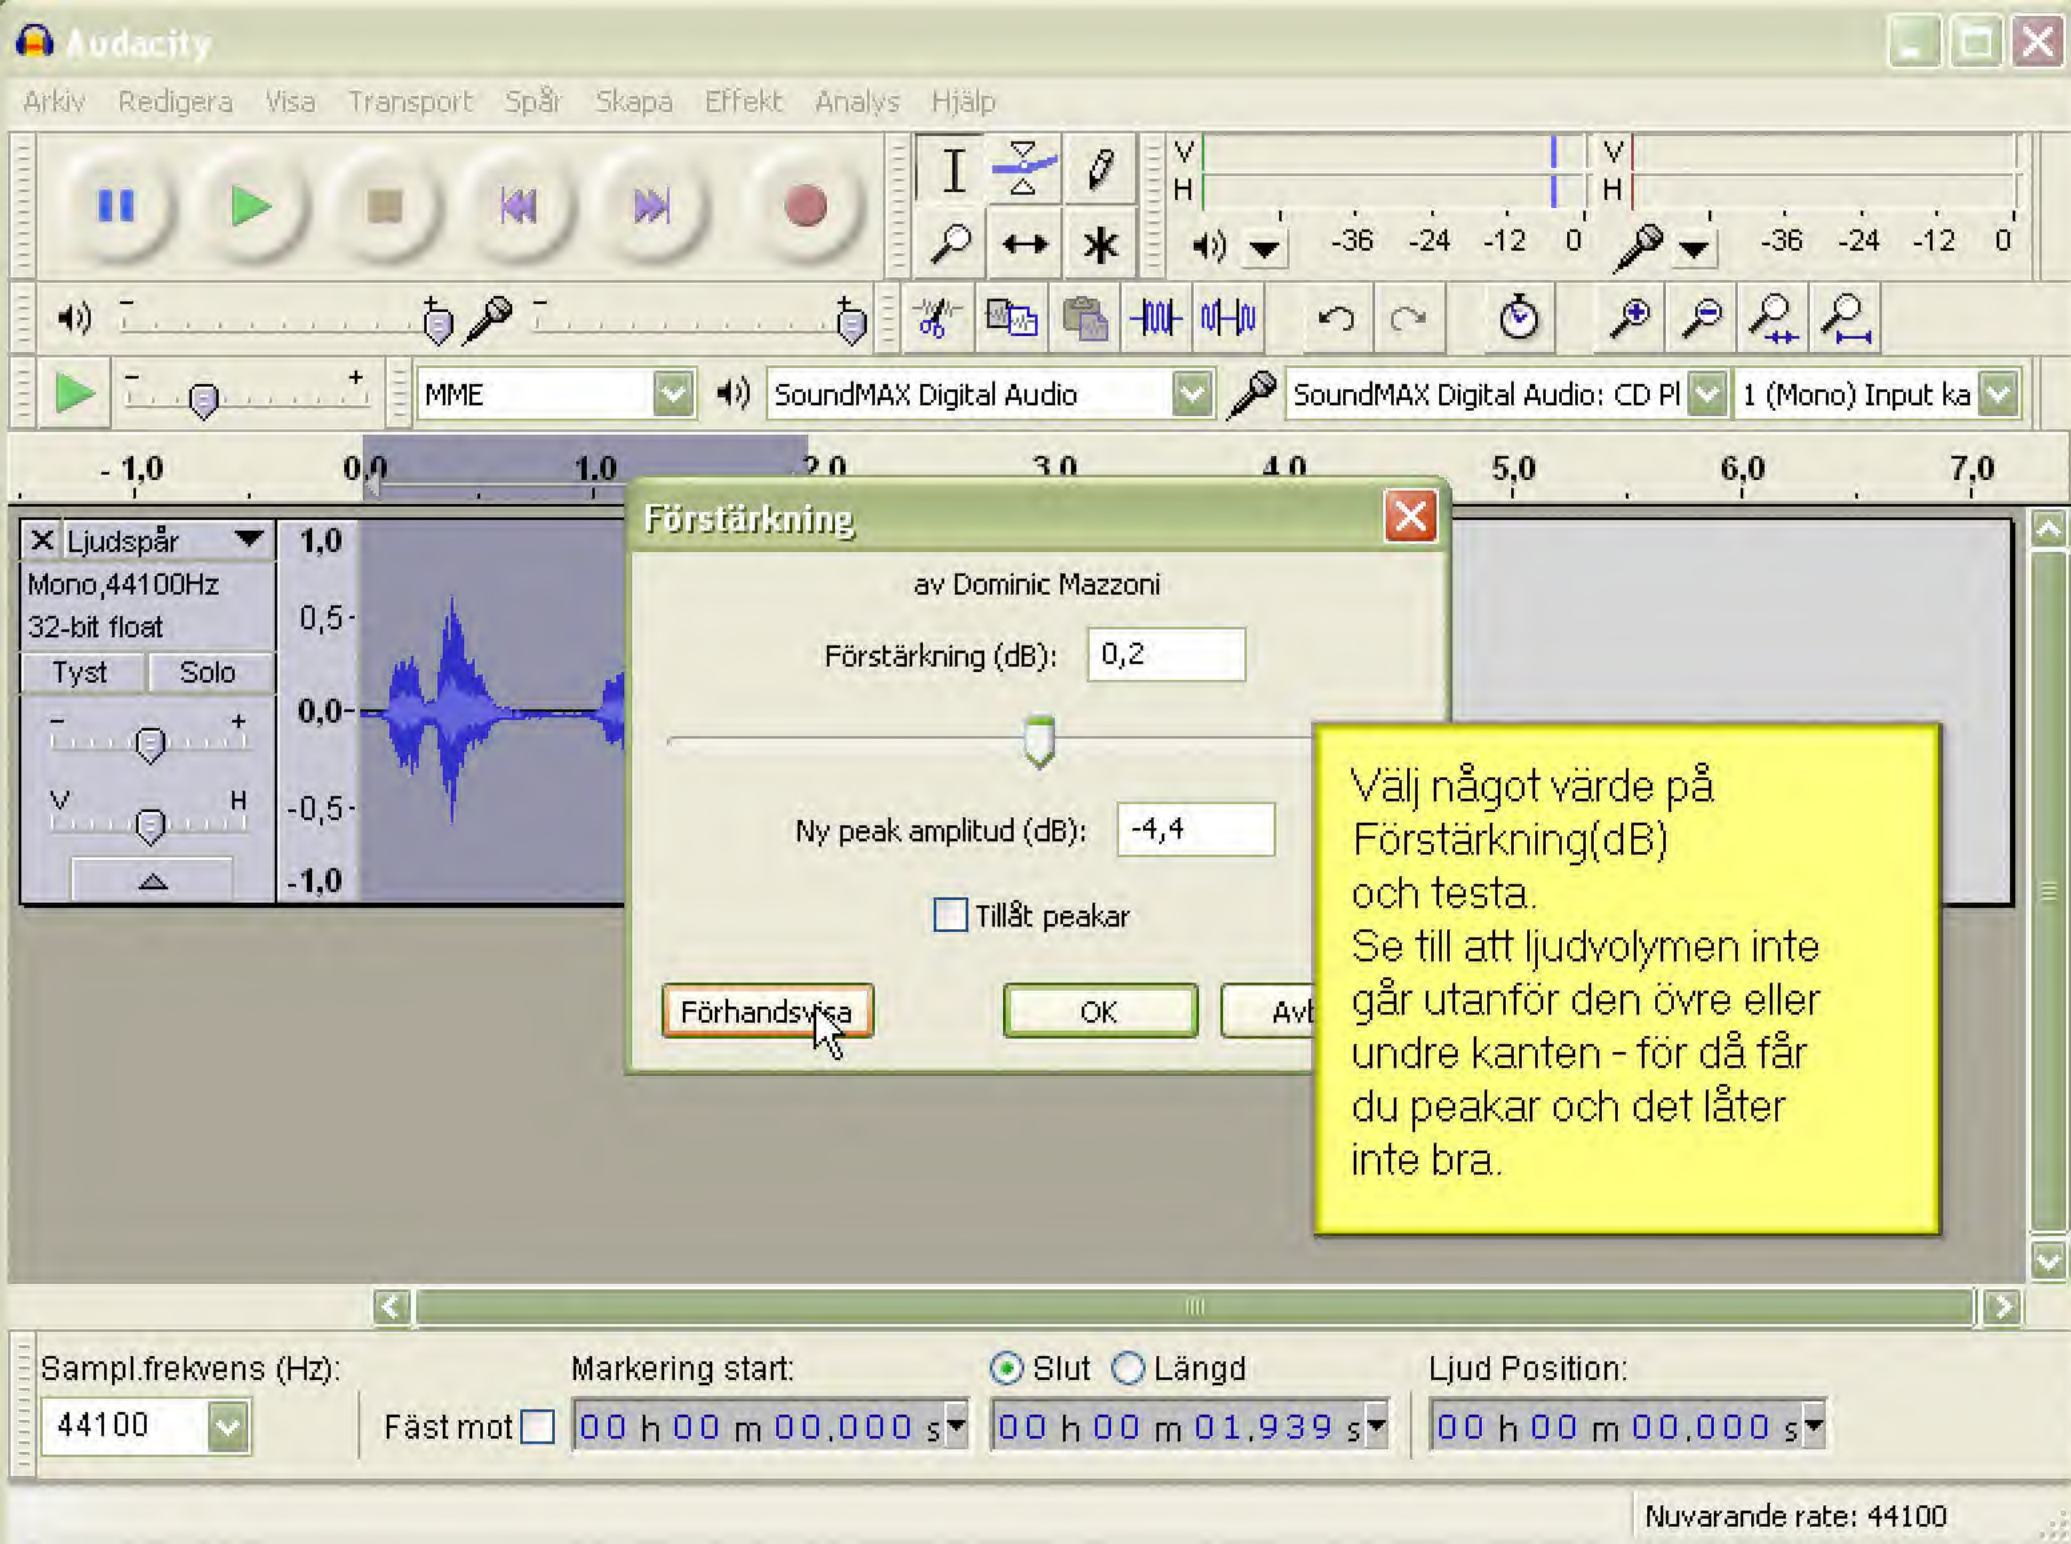 Audacity
Arkiv Redigera Visa Transport Spår Skapa Effekt Analys Hjälp
V V
H H
-36 -24 -12 0 -36 -24 -12 0
- + - +
- + MME SoundMAX Digital Audio SoundMAX Digital Audio: CD Pl 1 (Mono) Input ka
- 1,0 0,0 1,0 2,0 3,0 4,0 5,0 6,0 7,0
Förstärkning
Ljudspår 1,0
Mono,44100Hz
32-bit float 0,5-
Tyst Solo
- + 0,0-
V H -0,5-
-1,0
av Dominic Mazzoni
Förstärkning (dB): 0,2
Ny peak amplitud (dB): -4,4
Tillåt peakar
Förhandsvisa OK Avb
Välj något värde på
Förstärkning(dB)
och testa.
Se till att ljudvolymen inte
går utanför den övre eller
undre kanten - för då får
du peakar och det låter
inte bra.
Sampl.frekvens (Hz): Markering start: Slut Längd Ljud Position:
44100 Fäst mot 00 h 00 m 00.000 s 00 h 00 m 01.939 s 00 h 00 m 00.000 s
Nuvarande rate: 44100